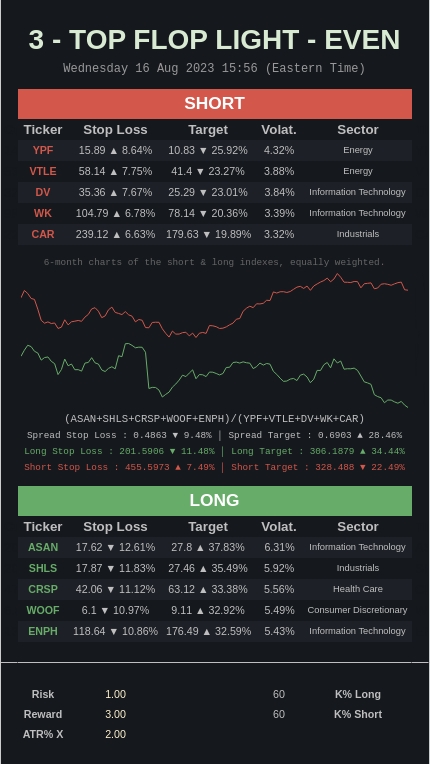 3 - TOP FLOP LIGHT - EVEN
Wednesday 16 Aug 2023 15:56 (Eastern Time)
SHORT
Ticker Stop Loss Target Volat. Sector
YPF 15.89 ▲ 8.64% 10.83 ▼ 25.92% 4.32% Energy
VTLE 58.14 ▲ 7.75% 41.4 ▼ 23.27% 3.88% Energy
DV 35.36 ▲ 7.67% 25.29 ▼ 23.01% 3.84% Information Technology
WK 104.79 ▲ 6.78% 78.14 ▼ 20.36% 3.39% Information Technology
CAR 239.12 ▲ 6.63% 179.63 ▼ 19.89% 3.32% Industrials
6-month charts of the short & long indexes, equally weighted.
(ASAN+SHLS+CRSP+WOOF+ENPH)/(YPF+VTLE+DV+WK+CAR)
Spread Stop Loss : 0.4863 ▼ 9.48% | Spread Target : 0.6903 ▲ 28.46%
Long Stop Loss : 201.5906 ▼ 11.48% | Long Target : 306.1879 ▲ 34.44%
Short Stop Loss : 455.5973 ▲ 7.49% | Short Target : 328.488 ▼ 22.49%
LONG
Ticker Stop Loss Target Volat. Sector
ASAN 17.62 ▼ 12.61% 27.8 ▲ 37.83% 6.31% Information Technology
SHLS 17.87 ▼ 11.83% 27.46 ▲ 35.49% 5.92% Industrials
CRSP 42.06 ▼ 11.12% 63.12 ▲ 33.38% 5.56% Health Care
WOOF 6.1 ▼ 10.97% 9.11 ▲ 32.92% 5.49% Consumer Discretionary
ENPH 118.64 ▼ 10.86% 176.49 ▲ 32.59% 5.43% Information Technology
Risk 1.00 60 K% Long
Reward 3.00 60 K% Short
ATR% X 2.00